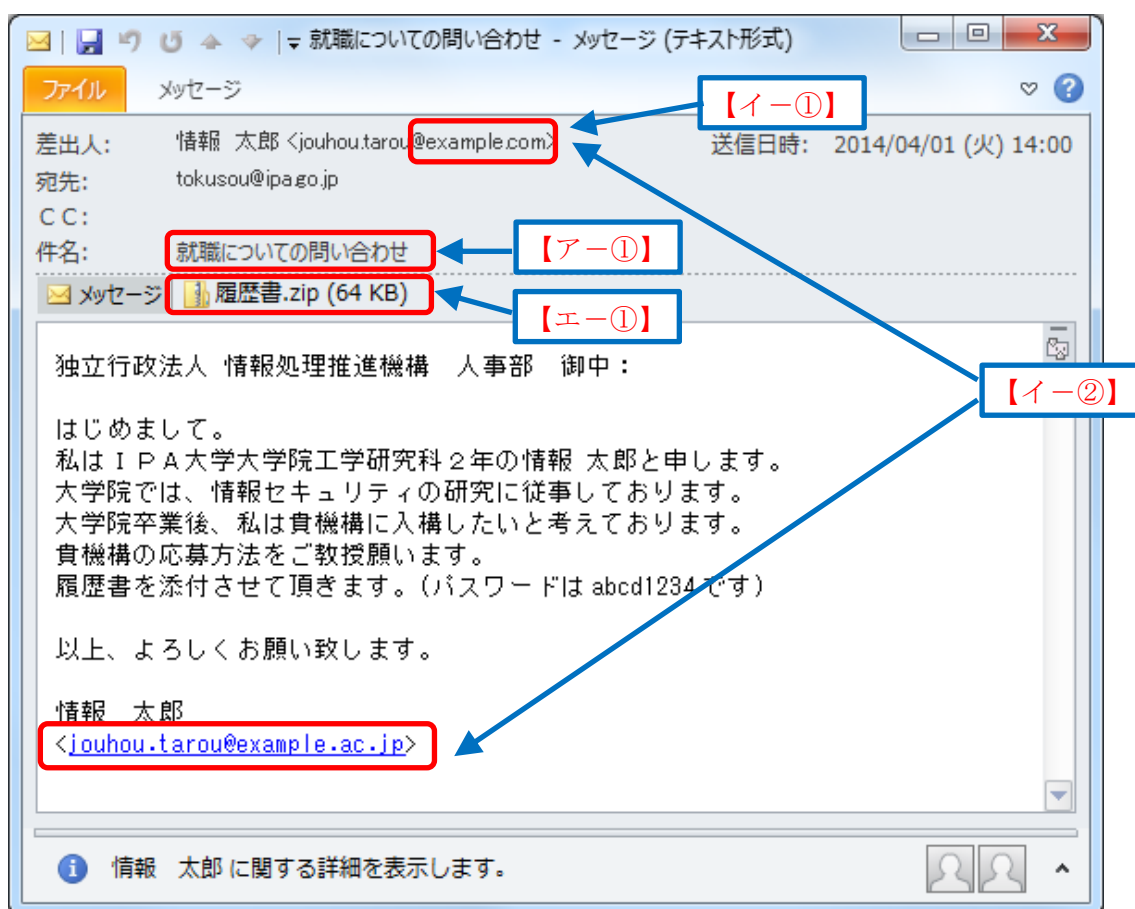 就職についての問い合わせ - メッセージ (テキスト形式)
ファイル メッセージ
【イー①】
差出人: 情報 太郎 <jouhou.tarou@example.com> 送信日時: 2014/04/01 (火) 14:00
宛先: tokusou@ipa.go.jp
CC:
件名: 就職についての問い合わせ
【ア－①】
メッセージ 履歴書.zip (64 KB)
【エ－①】
独立行政法人 情報処理推進機構 人事部 御中：
【イ－②】
はじめまして。
私はＩＰＡ大学大学院工学研究科２年の情報 太郎と申します。
大学院では、情報セキュリティの研究に従事しております。
大学院卒業後、私は貴機構に入構したいと考えております。
貴機構の応募方法をご教授願います。
履歴書を添付させて頂きます。(パスワードは abcd1234 です)
以上、よろしくお願い致します。
情報 太郎
<jouhou.tarou@example.ac.jp>
情報 太郎 に関する詳細を表示します。